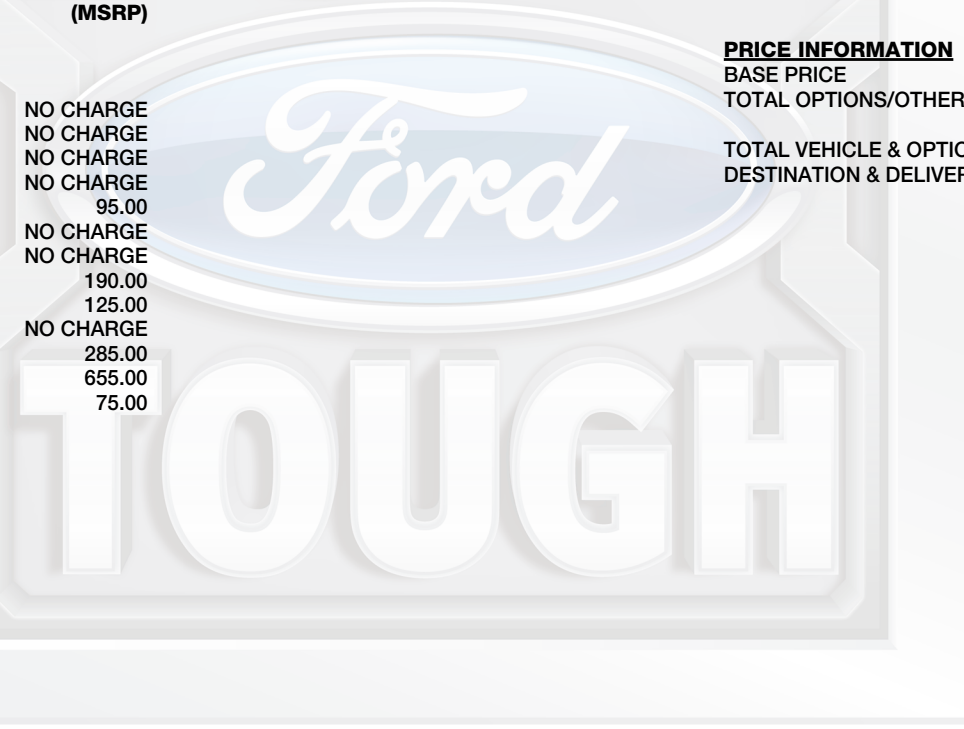 (MSRP)
NO CHARGE
NO CHARGE
NO CHARGE
NO CHARGE
95.00
NO CHARGE
NO CHARGE
190.00
125.00
NO CHARGE
285.00
655.00
75.00
PRICE INFORMATION
BASE PRICE
TOTAL OPTIONS/OTHER
TOTAL VEHICLE & OPTIO
DESTINATION & DELIVER
Ford
TOUGH